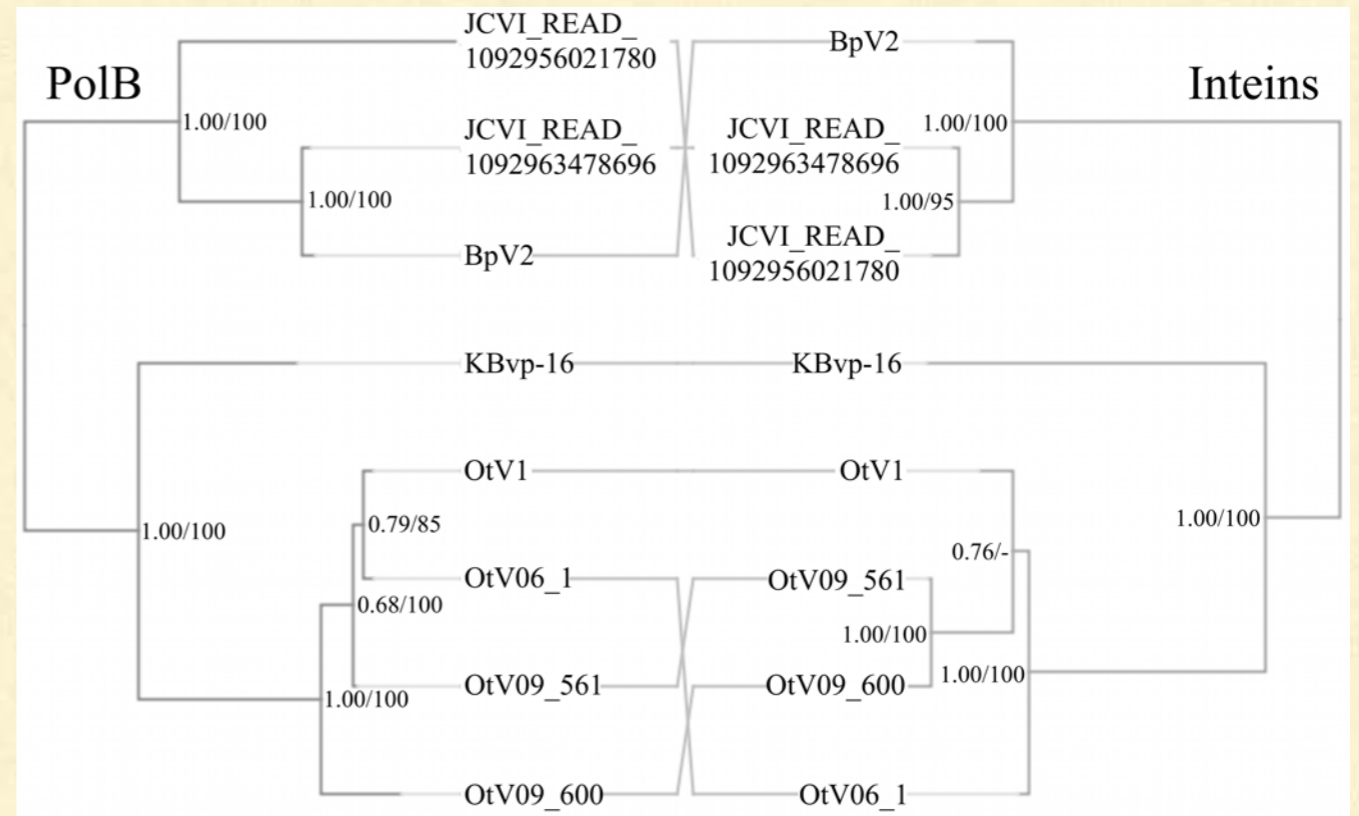 PolB
Inteins
JCVI_READ_
1092956021780
BpV2
1.00/100
JCVI_READ_
1092963478696
JCVI_READ_
1092963478696
1.00/100
1.00/100
1.00/95
BpV2
JCVI_READ_
1092956021780
KBvp-16
KBvp-16
OtV1
OtV1
1.00/100
0.79/85
0.76/-
1.00/100
OtV06_1
OtV09_561
0.68/100
1.00/100
OtV09_561
OtV09_600
1.00/100
1.00/100
OtV09_600
OtV06_1